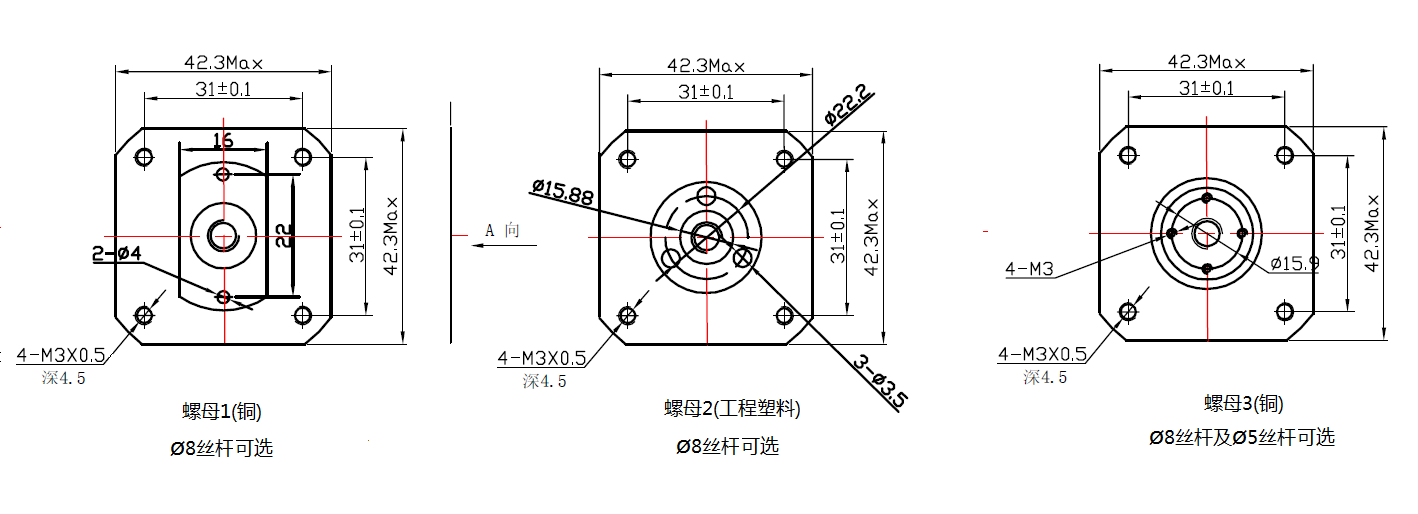 42.3Max
31±0.1
16
22
31±0.1
42.3Max
2-Ø4
4-M3X0.5
深4.5
螺母1(铜)
Ø8丝杆可选
A 向
42.3Max
31±0.1
Ø22.2
Ø15.88
31±0.1
42.3Max
4-M3X0.5
深4.5
3-Ø3.5
螺母2(工程塑料)
Ø8丝杆可选
42.3Max
31±0.1
31±0.1
42.3Max
4-M3
Ø15.9
4-M3X0.5
深4.5
螺母3(铜)
Ø8丝杆及Ø5丝杆可选